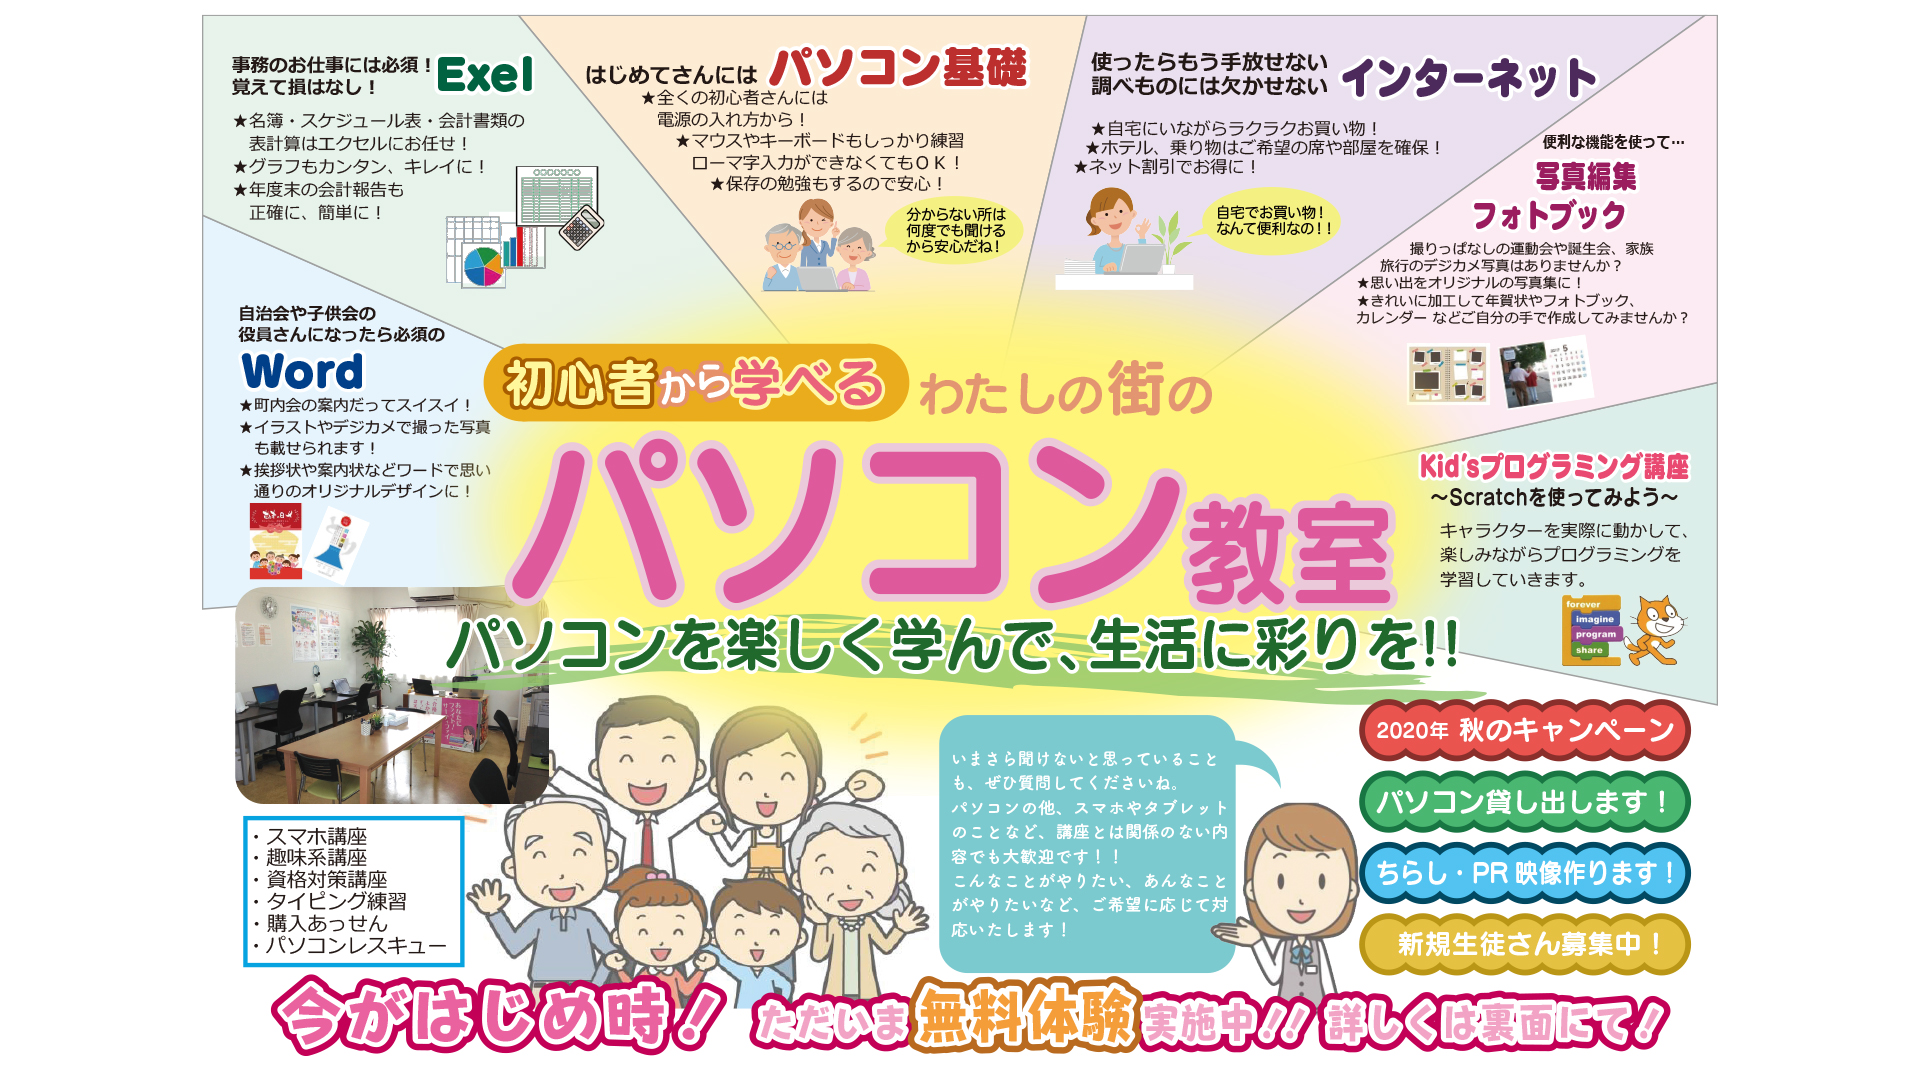 事務のお仕事には必須！
覚えて損はなし！
Exel
★名簿・スケジュール表・会計書類の
表計算はエクセルにお任せ！
★グラフもカンタン、キレイに！
★年度末の会計報告も
正確に、簡単に！
はじめてさんには
パソコン基礎
★全くの初心者さんには
電源の入れ方から！
★マウスやキーボードもしっかり練習
ローマ字入力ができなくてもＯＫ！
★保存の勉強もするので安心！
分からない所は
何度でも聞ける
から安心だね！
使ったらもう手放せない
調べものには欠かせない
インターネット
★自宅にいながらラクラクお買い物！
★ホテル、乗り物はご希望の席や部屋を確保！
★ネット割引でお得に！
自宅でお買い物！
なんて便利なの！！
便利な機能を使って…
写真編集
フォトブック
撮りっぱなしの運動会や誕生会、家族
旅行のデジカメ写真はありませんか？
★思い出をオリジナルの写真集に！
★きれいに加工して年賀状やフォトブック、
カレンダー などご自分の手で作成してみませんか？
自治会や子供会の
役員さんになったら必須の
Word
★町内会の案内だってスイスイ！
★イラストやデジカメで撮った写真
も載せられます！
★挨拶状や案内状などワードで思い
通りのオリジナルデザインに！
初心者から学べる
わたしの街の
パソコン教室
パソコンを楽しく学んで、生活に彩りを!!
Kid'sプログラミング講座
～Scratchを使ってみよう～
キャラクターを実際に動かして、
楽しみながらプログラミングを
学習していきます。
forever
imagine
program
share
・スマホ講座
・趣味系講座
・資格対策講座
・タイピング練習
・購入あっせん
・パソコンレスキュー
いまさら聞けないと思っていること
も、ぜひ質問してくださいね。
パソコンの他、スマホやタブレット
のことなど、講座とは関係のない内
容でも大歓迎です！！
こんなことがやりたい、あんなこと
がやりたいなど、ご希望に応じて対
応いたします！
2020年 秋のキャンペーン
パソコン貸し出します！
ちらし・PR 映像作ります！
新規生徒さん募集中！
今がはじめ時！
ただいま無料体験実施中!! 詳しくは裏面にて！